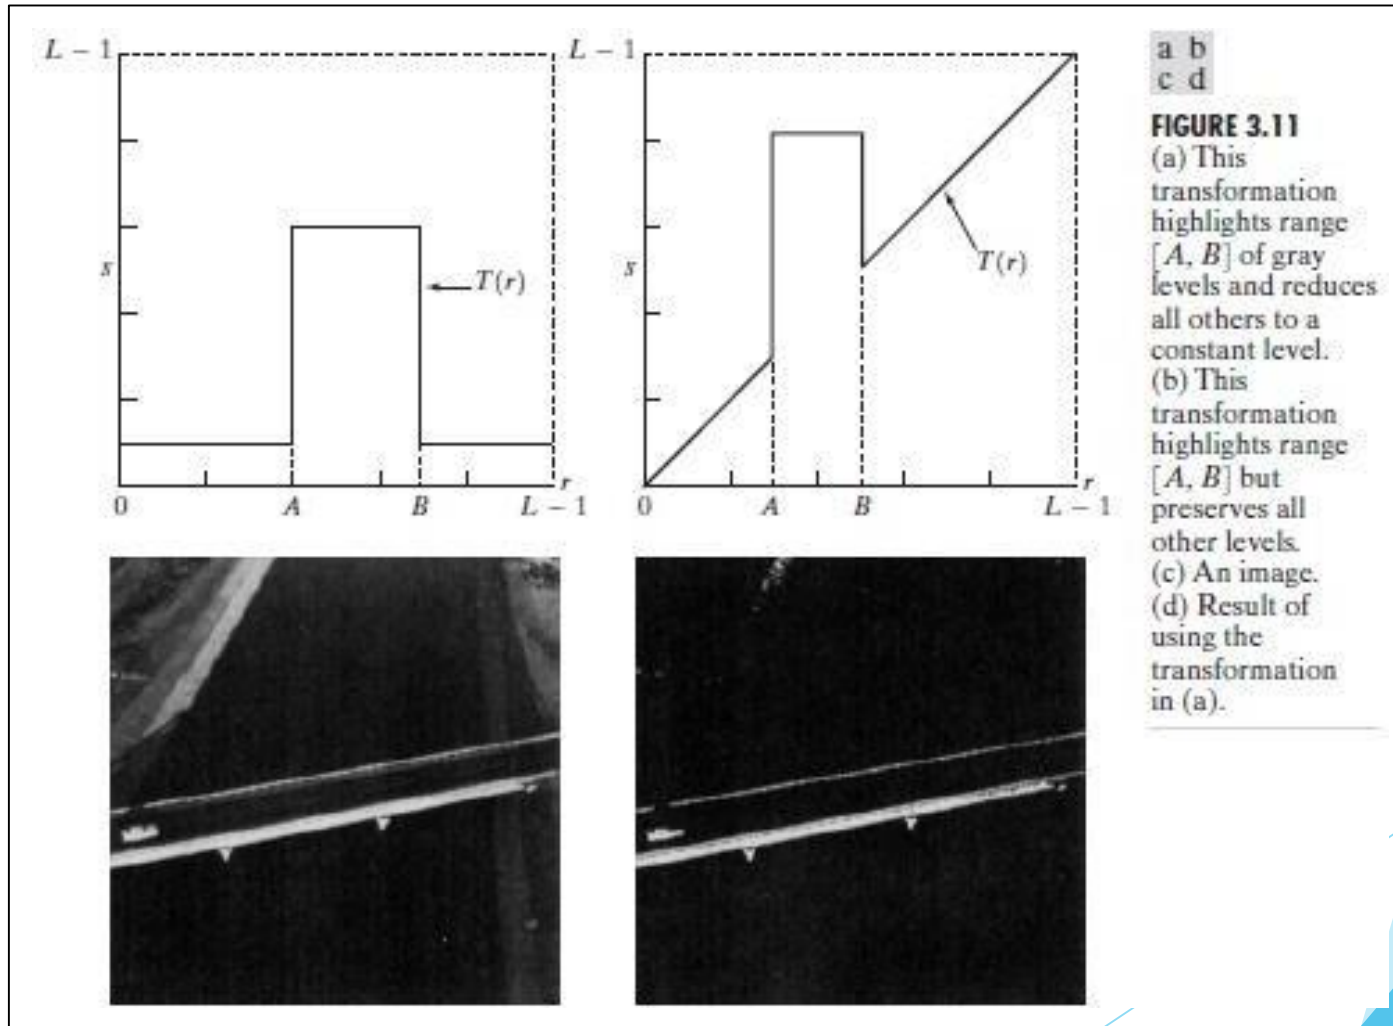 L – 1
s
T(r)
0
A
B
L – 1
r
L – 1
s
T(r)
0
A
B
L – 1
r
a b
c d
FIGURE 3.11
(a) This
transformation
highlights range
[A, B] of gray
levels and reduces
all others to a
constant level.
(b) This
transformation
highlights range
[A, B] but
preserves all
other levels.
(c) An image.
(d) Result of
using the
transformation
in (a).